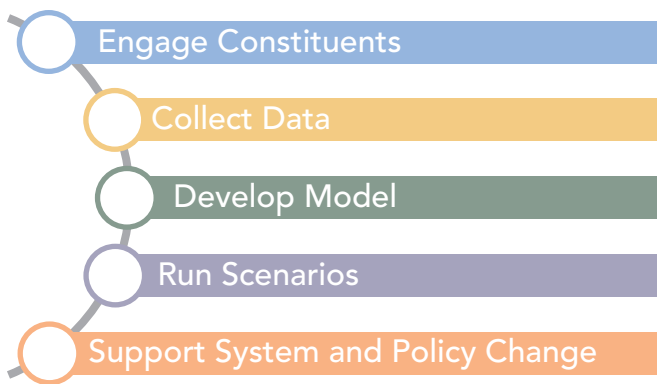 Engage Constituents
Collect Data
Develop Model
Run Scenarios
Support System and Policy Change